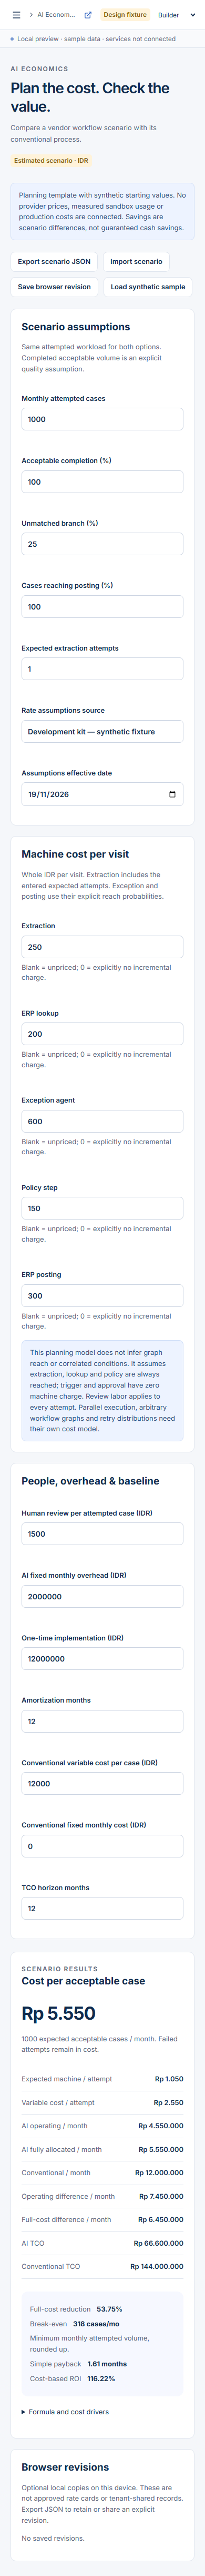 AI Econom...
Design fixture
Builder
Local preview · sample data · services not connected
AI ECONOMICS
Plan the cost. Check the
value.
Compare a vendor workflow scenario with its
conventional process.
Estimated scenario · IDR
Planning template with synthetic starting values. No
provider prices, measured sandbox usage or
production costs are connected. Savings are
scenario differences, not guaranteed cash savings.
Export scenario JSON
Import scenario
Save browser revision
Load synthetic sample
Scenario assumptions
Same attempted workload for both options.
Completed acceptable volume is an explicit
quality assumption.
Monthly attempted cases
1000
Acceptable completion (%)
100
Unmatched branch (%)
25
Cases reaching posting (%)
100
Expected extraction attempts
1
Rate assumptions source
Development kit — synthetic fixture
Assumptions effective date
19/11/2026
Machine cost per visit
Whole IDR per visit. Extraction includes the
entered expected attempts. Exception and
posting use their explicit reach probabilities.
Extraction
250
Blank = unpriced; 0 = explicitly no incremental
charge.
ERP lookup
200
Blank = unpriced; 0 = explicitly no incremental
charge.
Exception agent
600
Blank = unpriced; 0 = explicitly no incremental
charge.
Policy step
150
Blank = unpriced; 0 = explicitly no incremental
charge.
ERP posting
300
Blank = unpriced; 0 = explicitly no incremental
charge.
This planning model does not infer graph
reach or correlated conditions. It assumes
extraction, lookup and policy are always
reached; trigger and approval have zero
machine charge. Review labor applies to
every attempt. Parallel execution, arbitrary
workflow graphs and retry distributions need
their own cost model.
People, overhead & baseline
Human review per attempted case (IDR)
1500
AI fixed monthly overhead (IDR)
2000000
One-time implementation (IDR)
12000000
Amortization months
12
Conventional variable cost per case (IDR)
12000
Conventional fixed monthly cost (IDR)
0
TCO horizon months
12
SCENARIO RESULTS
Cost per acceptable case
Rp 5.550
1000 expected acceptable cases / month. Failed
attempts remain in cost.
Expected machine / attempt Rp 1.050
Variable cost / attempt Rp 2.550
AI operating / month Rp 4.550.000
AI fully allocated / month Rp 5.550.000
Conventional / month Rp 12.000.000
Operating difference / month Rp 7.450.000
Full-cost difference / month Rp 6.450.000
AI TCO Rp 66.600.000
Conventional TCO Rp 144.000.000
Full-cost reduction 53.75%
Break-even 318 cases/mo
Minimum monthly attempted volume,
rounded up.
Simple payback 1.61 months
Cost-based ROI 116.22%
Formula and cost drivers
Browser revisions
Optional local copies on this device. These are
not approved rate cards or tenant-shared records.
Export JSON to retain or share an explicit
revision.
No saved revisions.